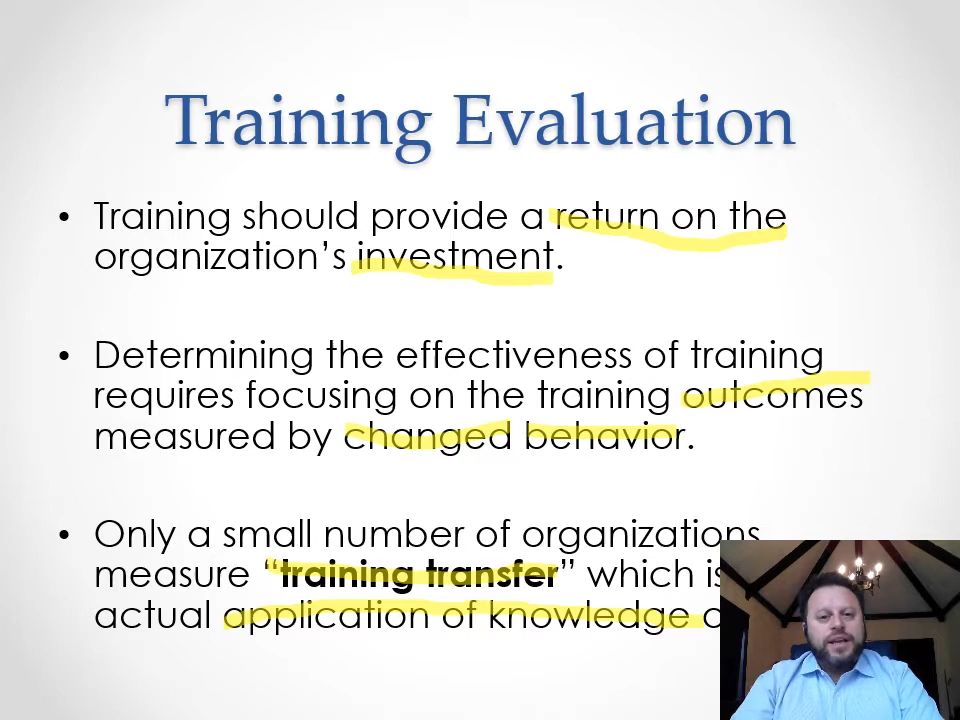 Training Evaluation
• Training should provide a return on the
organization's investment.
• Determining the effectiveness of training
requires focusing on the training outcomes
measured by changed behavior.
• Only a small number of organizations
measure “training transfer” which is
actual application of knowledge